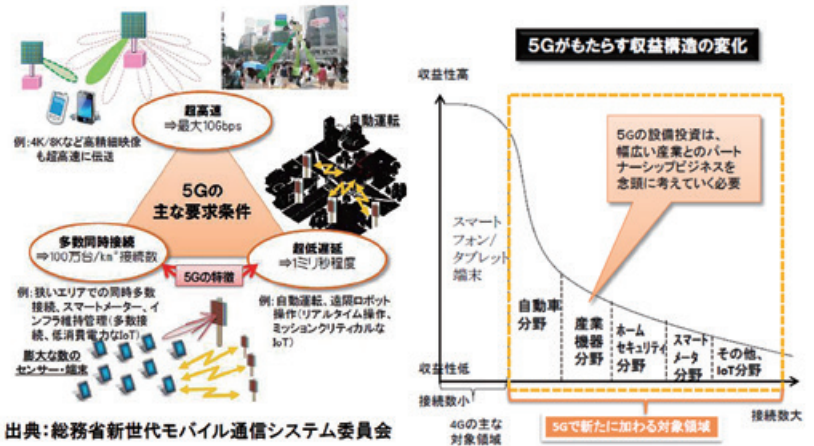 超高速
⇒最大10Gbps
例:4K/8Kなど高精細映像
も超高速に伝送
自動運転
5Gの
主な要求条件
多数同時接続
⇒100万台/km²接続数
超低遅延
⇒1ミリ秒程度
5Gの特徴
例:狭いエリアでの同時多数
接続、スマートメーター、イン
フラ維持管理(多数接
続、低消費電力なIoT)
例:自動運転、遠隔ロボット
操作(リアルタイム操作、
ミッションクリティカルな
IoT)
膨大な数の
センサー・端末
出典:総務省新世代モバイル通信システム委員会
5Gがもたらす収益構造の変化
収益性高
5Gの設備投資は、
幅広い産業とのパート
ナーシップビジネスを
念頭に考えていく必要
スマート
フォン/
タブレット
端末
自動車
分野
産業
機器
分野
ホーム
セキュリティ
分野
スマート
メータ
分野
その他、
IoT分野
収益性低
接続数小
接続数大
4Gの主な
対象領域
5Gで新たに加わる対象領域